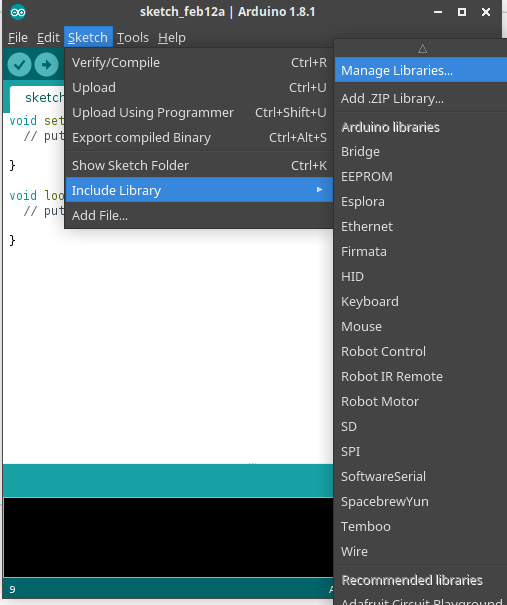 sketch_feb12a | Arduino 1.8.1
File Edit Sketch Tools Help
Verify/Compile Ctrl+R
Upload Ctrl+U
Upload Using Programmer Ctrl+Shift+U
Export compiled Binary Ctrl+Alt+S
Show Sketch Folder Ctrl+K
Include Library
Add File...
Manage Libraries...
Add .ZIP Library...
Arduino libraries
Bridge
EEPROM
Esplora
Ethernet
Firmata
HID
Keyboard
Mouse
Robot Control
Robot IR Remote
Robot Motor
SD
SPI
SoftwareSerial
SpacebrewYun
Temboo
Wire
Recommended libraries
Adafruit Circuit Playground
sketch
void set
// put
}
void loo
// put
}
9